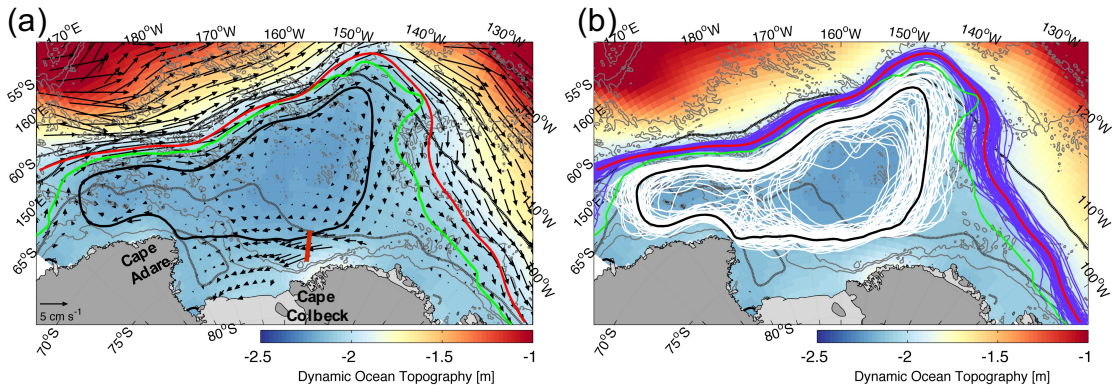 (a)
170°E
180°W
170°W
160°W
150°W
140°W
130°W
120°W
110°W
100°W
55°S
160°E
60°S
150°E
65°S
70°S
75°S
80°S
Cape
Adare
Cape
Colbeck
5 cm s⁻¹
-2.5 -2 -1.5 -1
Dynamic Ocean Topography [m]
(b)
170°E
180°W
170°W
160°W
150°W
140°W
130°W
120°W
110°W
100°W
55°S
160°E
60°S
150°E
65°S
70°S
75°S
80°S
-2.5 -2 -1.5 -1
Dynamic Ocean Topography [m]